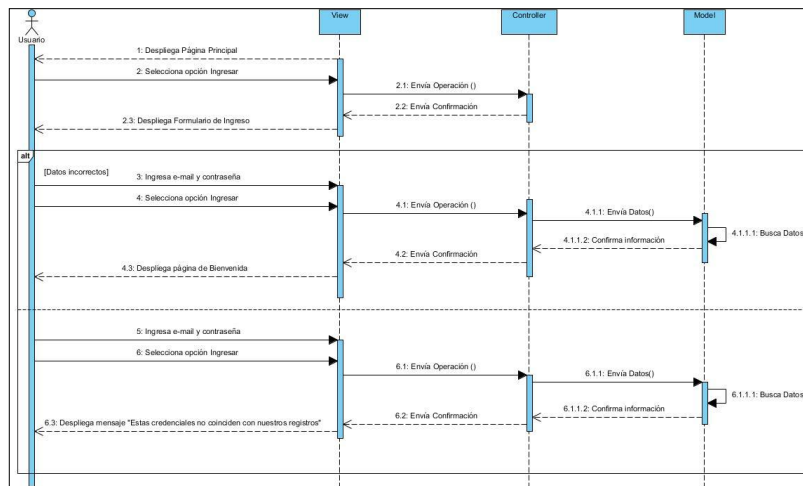 View
Controller
Model
Usuario
1: Despliega Página Principal
2: Selecciona opción Ingresar
2.1: Envía Operación ()
2.2: Envía Confirmación
2.3: Despliega Formulario de Ingreso
alt
[Datos incorrectos]
3: Ingresa e-mail y contraseña
4: Selecciona opción Ingresar
4.1: Envía Operación ()
4.1.1: Envía Datos()
4.1.1.1: Busca Datos
4.1.1.2: Confirma información
4.2: Envía Confirmación
4.3: Despliega página de Bienvenida
5: Ingresa e-mail y contraseña
6: Selecciona opción Ingresar
6.1: Envía Operación ()
6.1.1: Envía Datos()
6.1.1.1: Busca Datos
6.1.1.2: Confirma información
6.2: Envía Confirmación
6.3: Despliega mensaje "Estas credenciales no coinciden con nuestros registros"